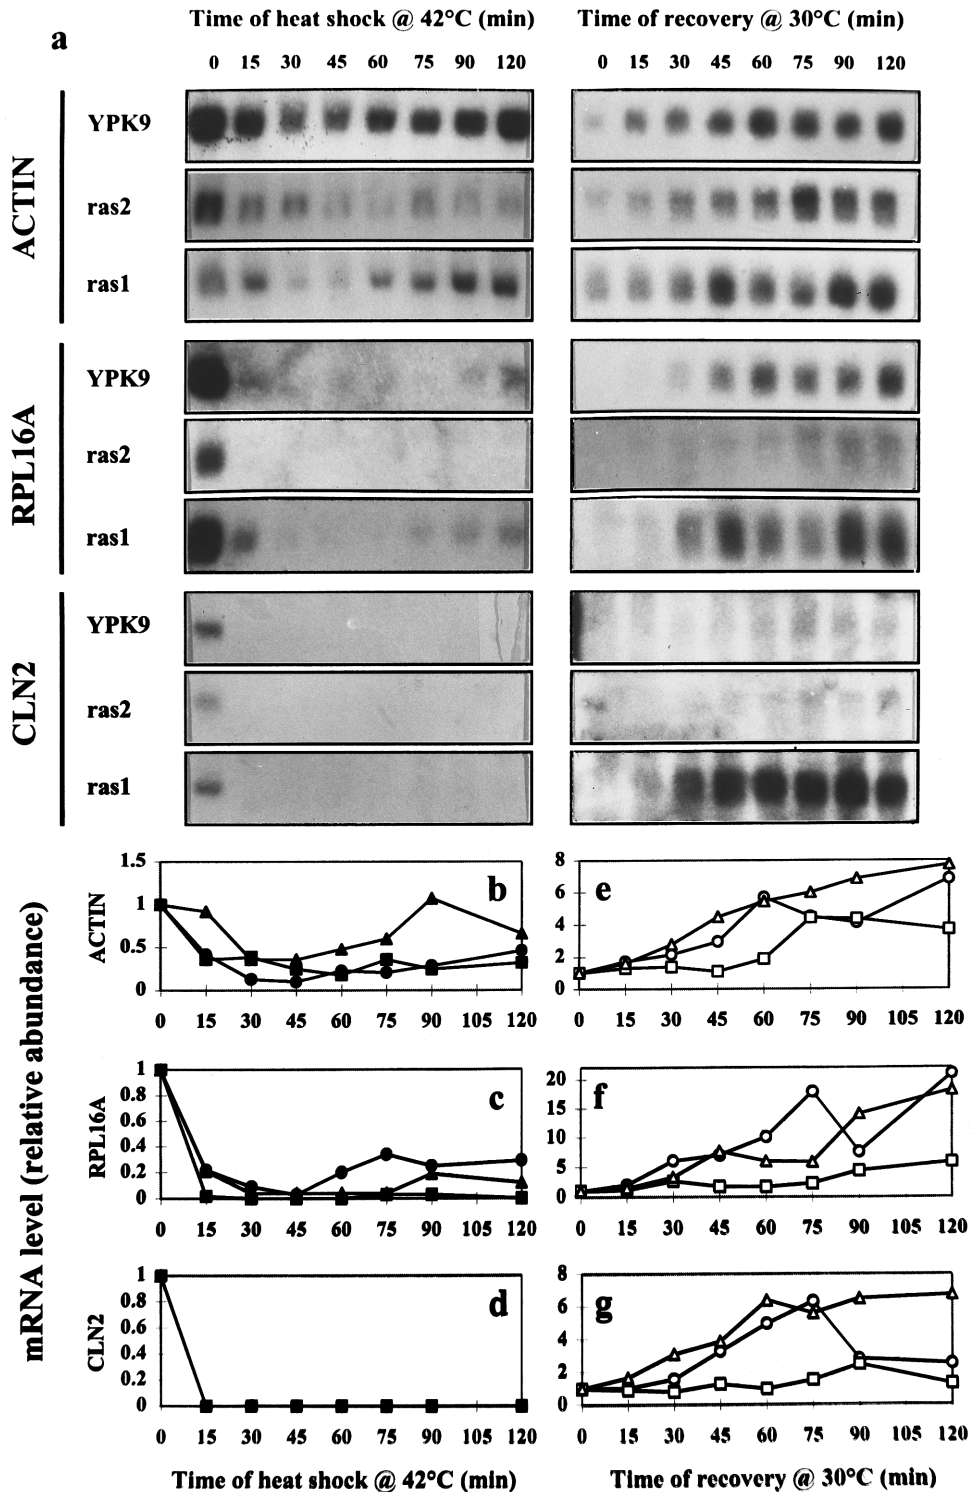 Time of heat shock @ 42°C (min)
Time of recovery @ 30°C (min)
a
0 15 30 45 60 75 90 120
0 15 30 45 60 75 90 120
ACTIN
YPK9
ras2
ras1
RPL16A
YPK9
ras2
ras1
CLN2
YPK9
ras2
ras1
mRNA level (relative abundance)
ACTIN
1.5
1
0.5
0
b
0 15 30 45 60 75 90 105 120
8
6
4
2
0
e
0 15 30 45 60 75 90 105 120
RPL16A
1
0.8
0.6
0.4
0.2
0
c
0 15 30 45 60 75 90 105 120
20
15
10
5
0
f
0 15 30 45 60 75 90 105 120
CLN2
1
0.8
0.6
0.4
0.2
0
d
0 15 30 45 60 75 90 105 120
8
6
4
2
0
g
0 15 30 45 60 75 90 105 120
Time of heat shock @ 42°C (min)
Time of recovery @ 30°C (min)